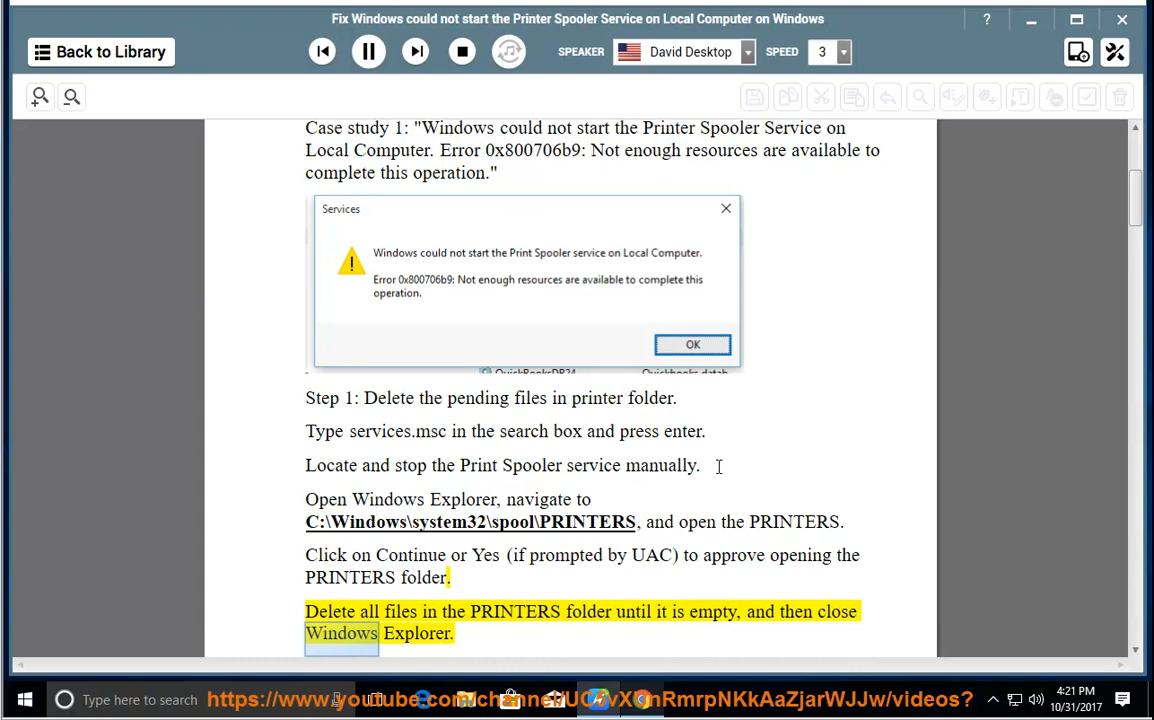 Fix Windows could not start the Printer Spooler Service on Local Computer on Windows
?
Back to Library
SPEAKER
David Desktop
SPEED
3
Case study 1: "Windows could not start the Printer Spooler Service on
Local Computer. Error 0x800706b9: Not enough resources are available to
complete this operation."
Services
Windows could not start the Print Spooler service on Local Computer.
Error 0x800706b9: Not enough resources are available to complete this
operation.
OK
QuickBooksDB24 Quickbooks datab
Step 1: Delete the pending files in printer folder.
Type services.msc in the search box and press enter.
Locate and stop the Print Spooler service manually.
Open Windows Explorer, navigate to
C:\Windows\system32\spool\PRINTERS, and open the PRINTERS.
Click on Continue or Yes (if prompted by UAC) to approve opening the
PRINTERS folder.
Delete all files in the PRINTERS folder until it is empty, and then close
Windows Explorer.
Type here to search
4:21 PM
10/31/2017